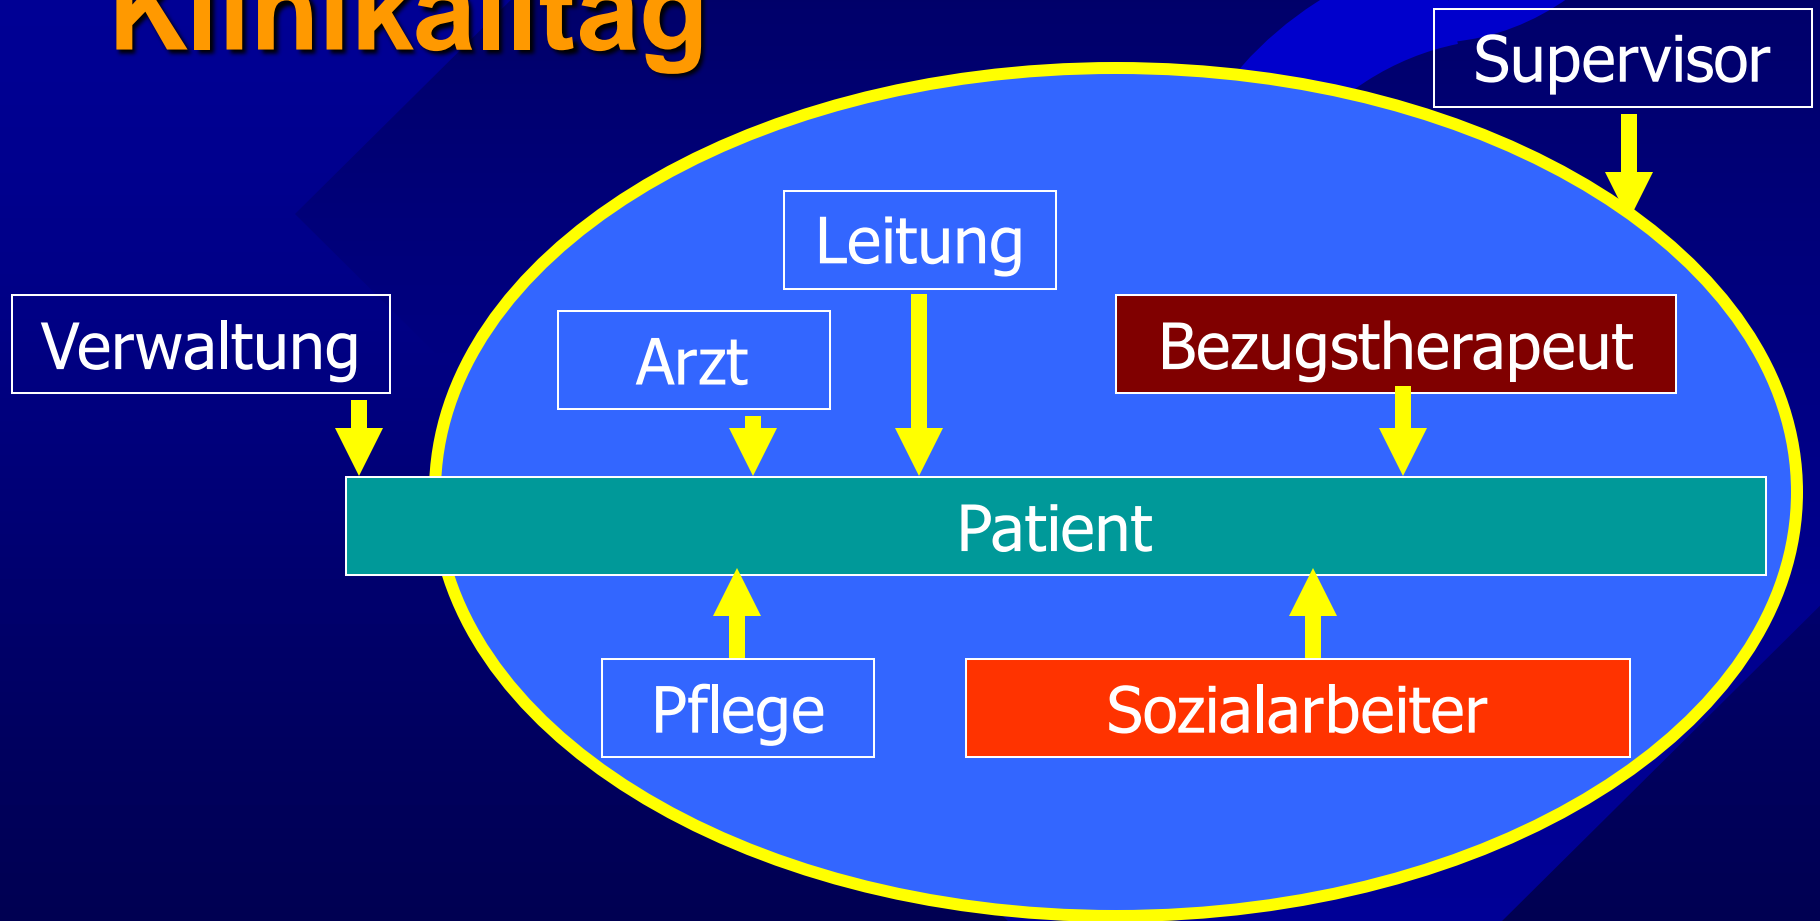 Klinikalltag
Supervisor
Leitung
Verwaltung
Arzt
Bezugstherapeut
Patient
Pflege
Sozialarbeiter